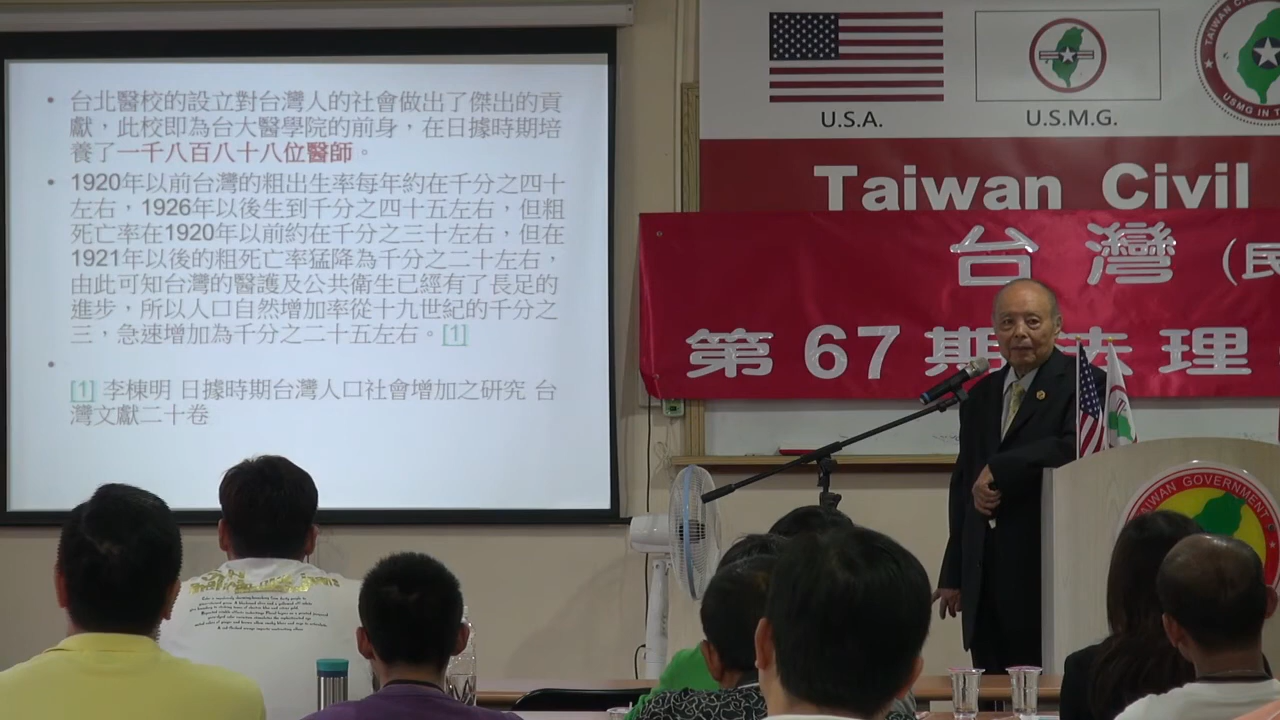 • 台北醫校的設立對台灣人的社會做出了傑出的貢
獻，此校即為台大醫學院的前身，在日據時期培
養了一千八百八十八位醫師。
• 1920年以前台灣的粗出生率每年約在千分之四十
左右，1926年以後生到千分之四十五左右，但粗
死亡率在1920年以前約在千分之三十左右，但在
1921年以後的粗死亡率猛降為千分之二十左右，
由此可知台灣的醫護及公共衛生已經有了長足的
進步，所以人口自然增加率從十九世紀的千分之
三，急速增加為千分之二十五左右。[1]
•
[1] 李棟明 日據時期台灣人口社會增加之研究 台
灣文獻二十卷
U.S.A.
U.S.M.G.
USMG IN T
Taiwan Civil
台灣（民
第67期法理
TAIWAN GOVERNMENT